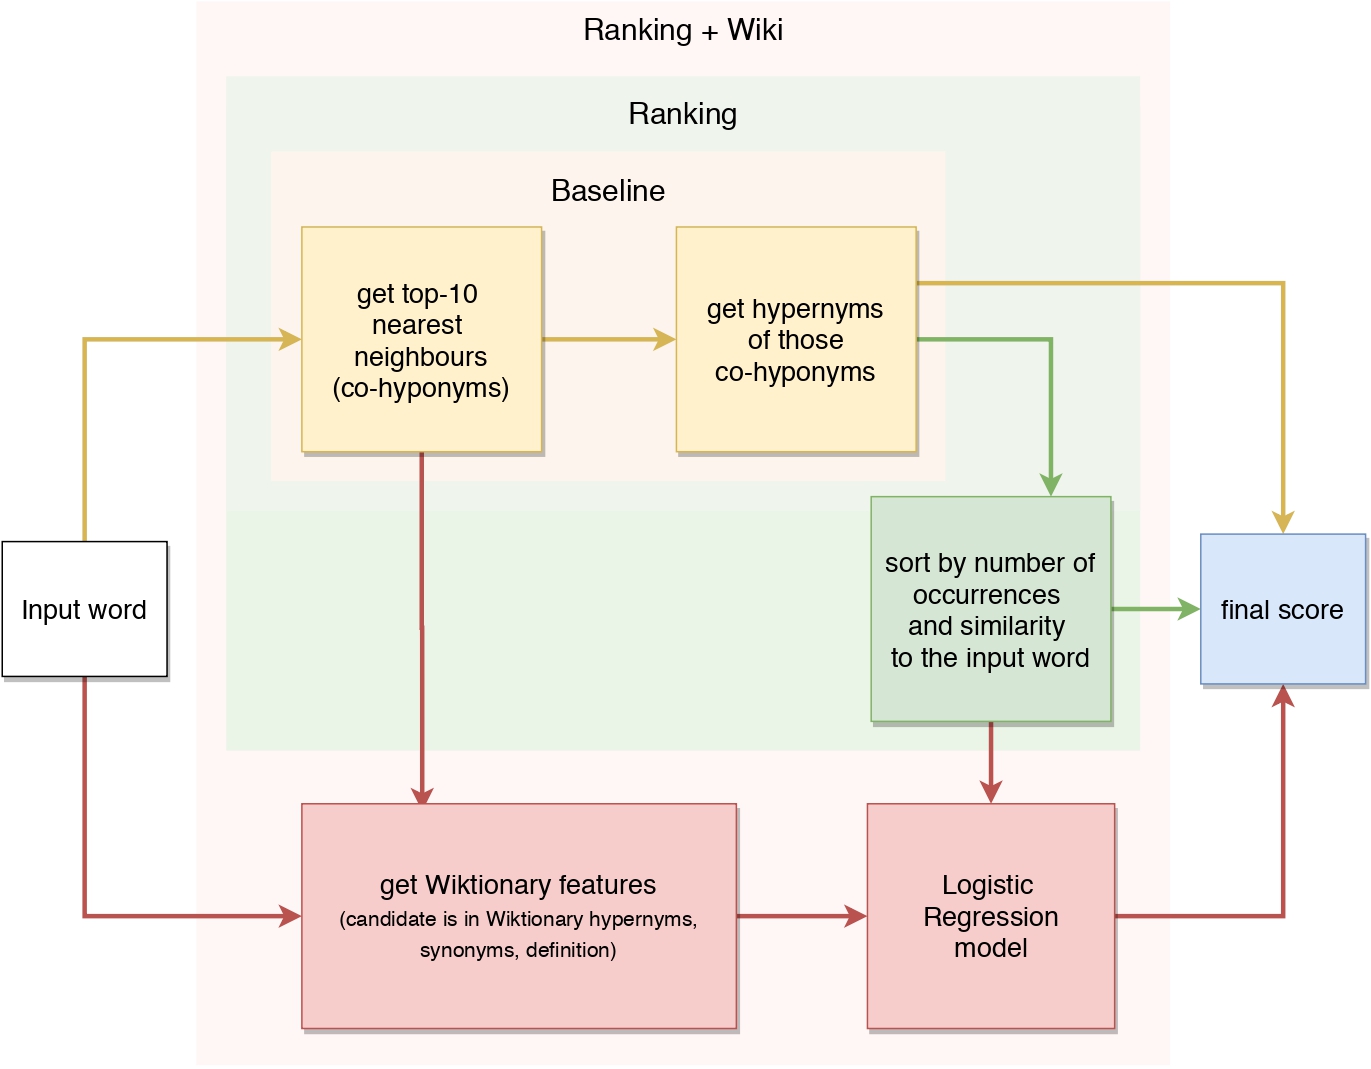 Ranking + Wiki
Ranking
Baseline
get top-10
nearest
neighbours
(co-hyponyms)
get hypernyms
of those
co-hyponyms
Input word
sort by number of
occurrences
and similarity
to the input word
final score
get Wiktionary features
(candidate is in Wiktionary hypernyms,
synonyms, definition)
Logistic
Regression
model